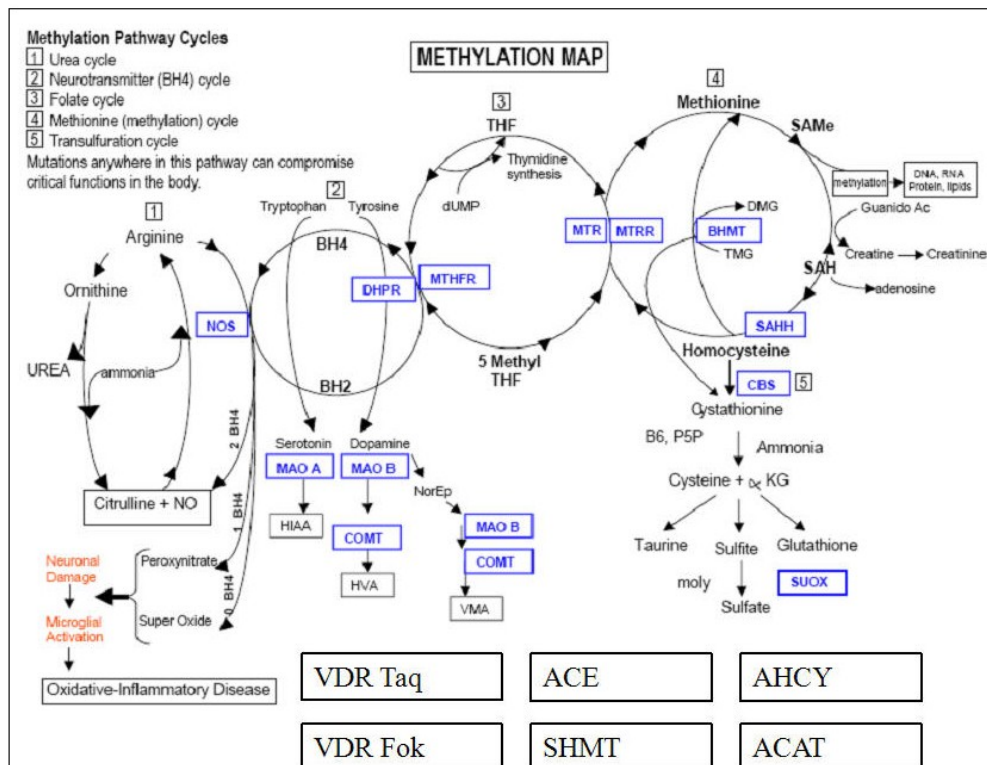 Methylation Pathway Cycles
1 Urea cycle
2 Neurotransmitter (BH4) cycle
3 Folate cycle
4 Methionine (methylation) cycle
5 Transulfuration cycle
Mutations anywhere in this pathway can compromise
critical functions in the body.
METHYLATION MAP
1
Arginine
Ornithine
NOS
UREA
ammonia
Citrulline + NO
2 BH4
1 BH4
0 BH4
Neuronal
Damage
Peroxynitrate
Microglial
Activation
Super Oxide
Oxidative-Inflammatory Disease
2
Tryptophan
Tyrosine
BH4
DHPR
MTHFR
BH2
Serotonin
Dopamine
MAO A
MAO B
NorEp
HIAA
COMT
MAO B
HVA
COMT
VMA
3
THF
Thymidine
synthesis
dUMP
5 Methyl
THF
MTR
MTRR
4
Methionine
SAMe
methylation
DNA, RNA
Protein, lipids
DMG
BHMT
TMG
Guanido Ac
Creatine
Creatinine
SAH
adenosine
SAHH
Homocysteine
CBS
5
Cystathionine
B6, P5P
Ammonia
Cysteine + α KG
Taurine
Sulfite
Glutathione
moly
SUOX
Sulfate
VDR Taq
ACE
AHCY
VDR Fok
SHMT
ACAT